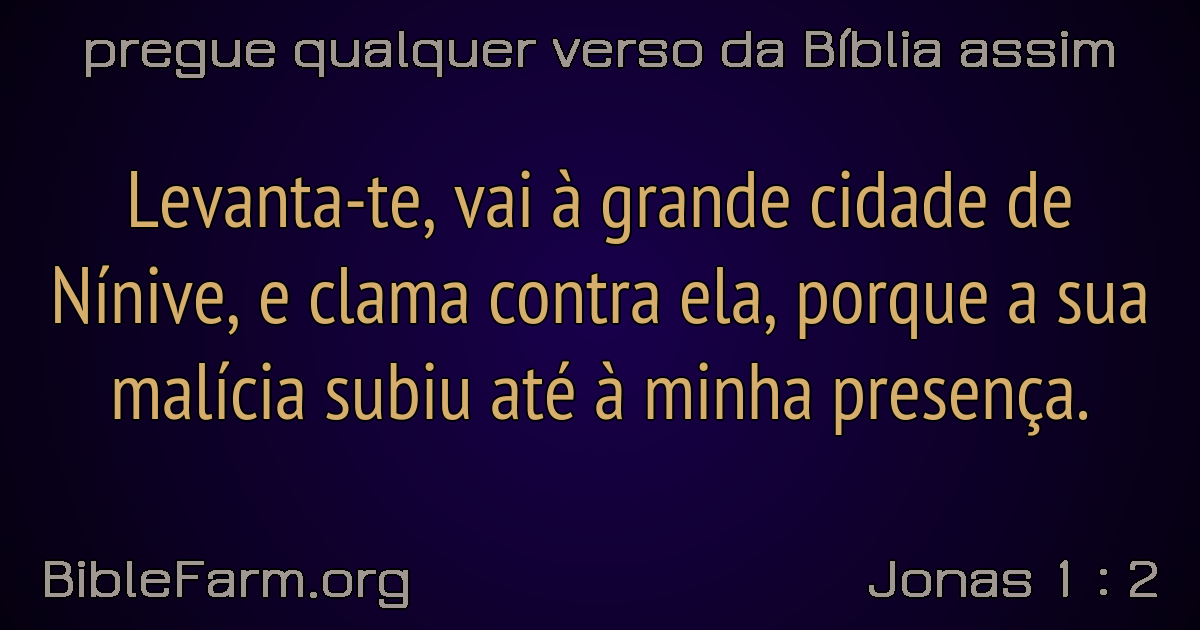 pregue qualquer verso da Bíblia assim
Levanta-te, vai à grande cidade de
Nínive, e clama contra ela, porque a sua
malícia subiu até à minha presença.
BibleFarm.org
Jonas 1 : 2